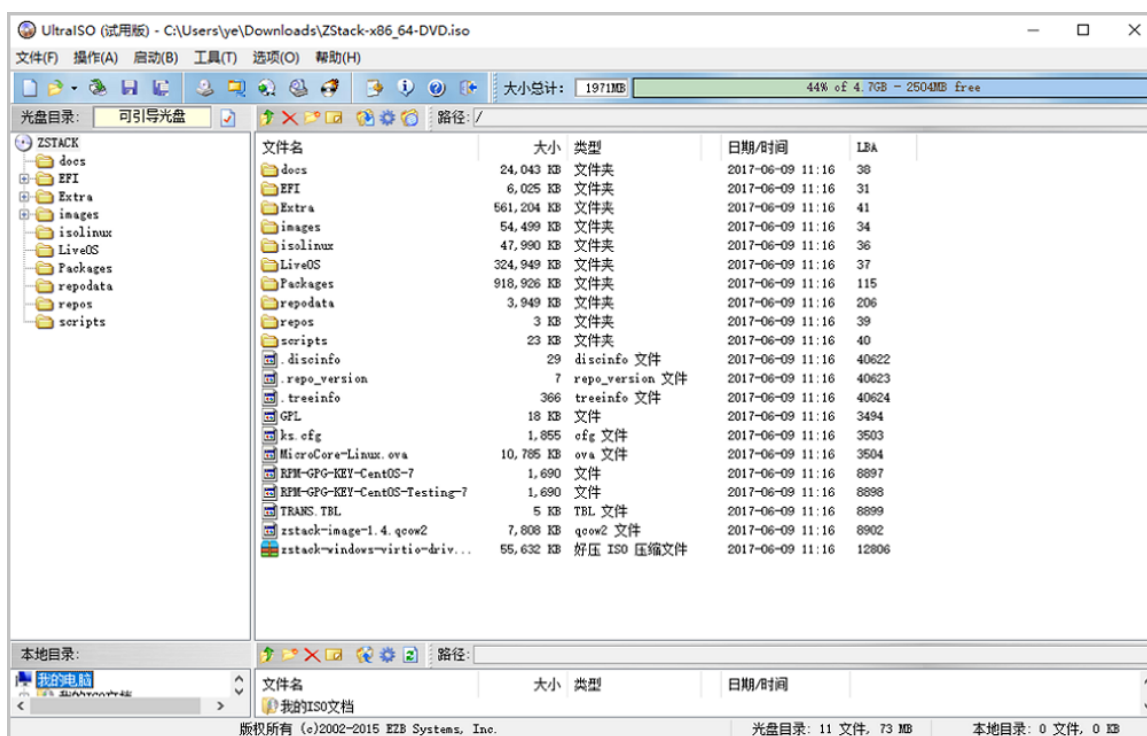 UltraISO (试用版) - C:\Users\ye\Downloads\ZStack-x86_64-DVD.iso
文件(F) 操作(A) 启动(B) 工具(T) 选项(O) 帮助(H)
大小总计: 1971MB 44% of 4.7GB - 2504MB free
光盘目录: 可引导光盘 路径: /
ZSTACK
docs
EFI
Extra
images
isolinux
LiveOS
Packages
repodata
repos
scripts
文件名 大小 类型 日期/时间 LBA
docs 24,043 KB 文件夹 2017-06-09 11:16 38
EFI 6,025 KB 文件夹 2017-06-09 11:16 31
Extra 561,204 KB 文件夹 2017-06-09 11:16 41
images 54,499 KB 文件夹 2017-06-09 11:16 34
isolinux 47,990 KB 文件夹 2017-06-09 11:16 36
LiveOS 324,949 KB 文件夹 2017-06-09 11:16 37
Packages 918,926 KB 文件夹 2017-06-09 11:16 115
repodata 3,949 KB 文件夹 2017-06-09 11:16 206
repos 3 KB 文件夹 2017-06-09 11:16 39
scripts 23 KB 文件夹 2017-06-09 11:16 40
.discinfo 29 discinfo 文件 2017-06-09 11:16 40622
.repo_version 7 repo_version 文件 2017-06-09 11:16 40623
.treeinfo 366 treeinfo 文件 2017-06-09 11:16 40624
GPL 18 KB 文件 2017-06-09 11:16 3494
ks.cfg 1,855 cfg 文件 2017-06-09 11:16 3503
MicroCore-Linux.ova 10,785 KB ova 文件 2017-06-09 11:16 3504
RPM-GPG-KEY-CentOS-7 1,690 文件 2017-06-09 11:16 8897
RPM-GPG-KEY-CentOS-Testing-7 1,690 文件 2017-06-09 11:16 8898
TRANS.TBL 5 KB TBL 文件 2017-06-09 11:16 8899
zstack-image-1.4.qcow2 7,808 KB qcow2 文件 2017-06-09 11:16 8902
zstack-windows-virtio-driv... 55,632 KB 好压 ISO 压缩文件 2017-06-09 11:16 12806
本地目录: 路径:
我的电脑
我的ISO文档
文件名 大小 类型 日期/时间
我的ISO文档
版权所有 (c)2002-2015 EZB Systems, Inc. 光盘目录: 11 文件, 73 MB 本地目录: 0 文件, 0 KB